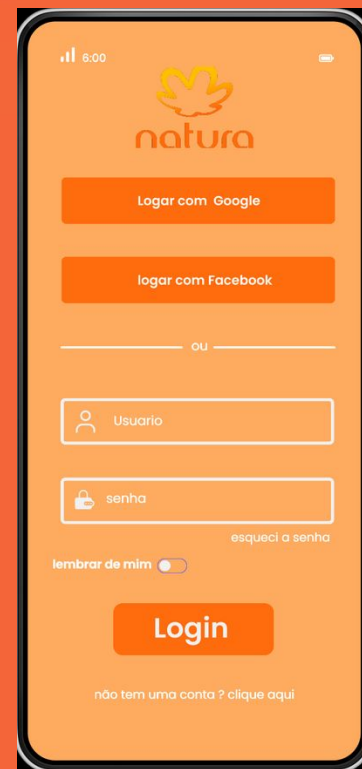 6:00
natura
Logar com Google
logar com Facebook
ou
Usuario
senha
esqueci a senha
lembrar de mim
Login
não tem uma conta ? clique aqui